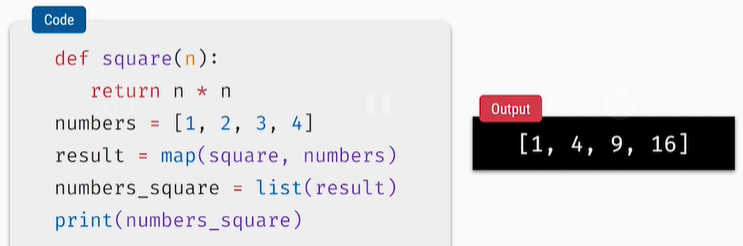 Code
def square(n):
return n * n
numbers = [1, 2, 3, 4]
result = map(square, numbers)
numbers_square = list(result)
print(numbers_square)
Output
[1, 4, 9, 16]